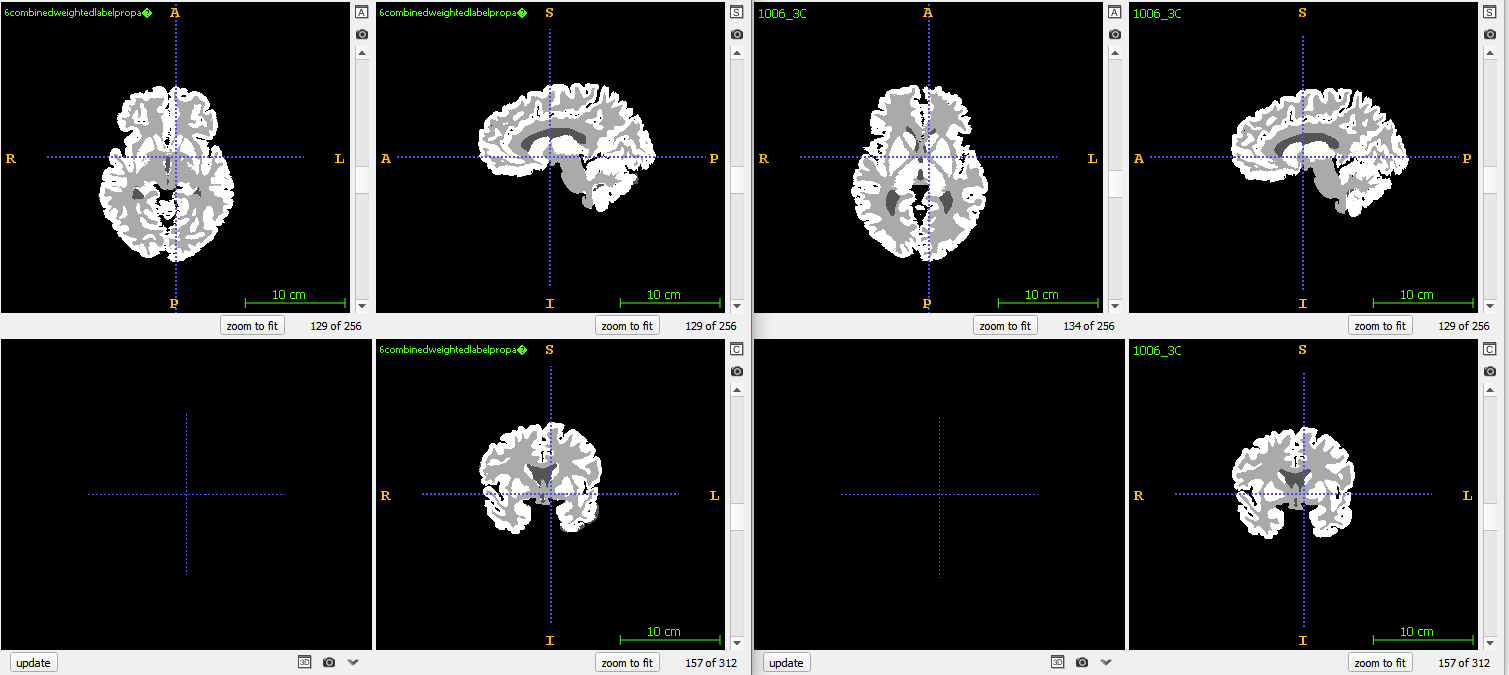 6combinedweightedlabelpropa�
A
A
R
L
P
10 cm
zoom to fit
129 of 256
6combinedweightedlabelpropa�
S
S
A
P
I
10 cm
zoom to fit
129 of 256
1006_3C
A
A
R
L
P
10 cm
zoom to fit
134 of 256
1006_3C
S
S
A
P
I
10 cm
zoom to fit
129 of 256
update
3D
6combinedweightedlabelpropa�
S
C
R
L
I
10 cm
zoom to fit
157 of 312
update
3D
1006_3C
S
C
R
L
I
10 cm
zoom to fit
157 of 312